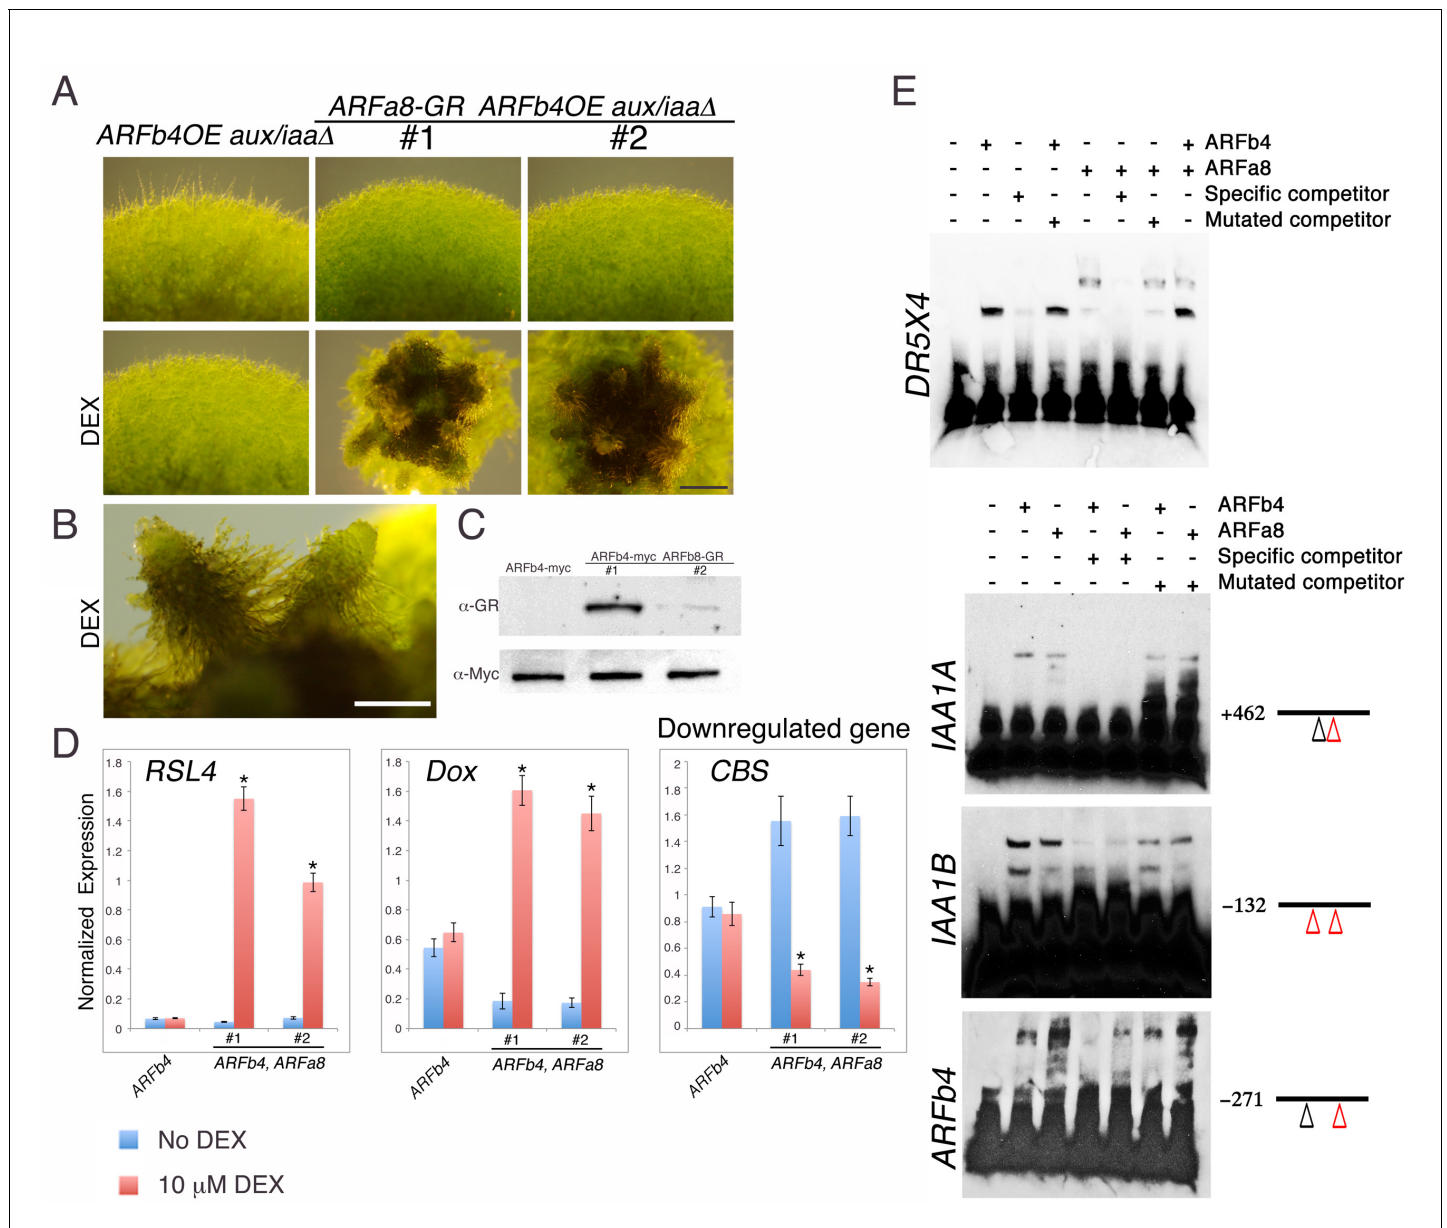 A
ARFa8-GR ARFb4OE aux/iaaΔ
ARFb4OE aux/iaaΔ #1 #2
DEX
B
DEX
C
ARFb4-myc ARFb4-myc ARFb8-GR
#1 #2
α-GR
α-Myc
D
Downregulated gene
Normalized Expression
RSL4
1.8
1.6
1.4
1.2
1
0.8
0.6
0.4
0.2
0
* *
#1 #2
ARFb4 ARFb4, ARFa8
Dox
1.8
1.6
1.4
1.2
1
0.8
0.6
0.4
0.2
0
* *
#1 #2
ARFb4 ARFb4, ARFa8
CBS
2
1.8
1.6
1.4
1.2
1
0.8
0.6
0.4
0.2
0
* *
#1 #2
ARFb4 ARFb4, ARFa8
No DEX
10 μM DEX
E
- + - + - - - + ARFb4
- - - - + + + + ARFa8
- - + - - + - - Specific competitor
- - - + - - + - Mutated competitor
DR5X4
- + - + - + - ARFb4
- - + - + - + ARFa8
- - - + + - - Specific competitor
- - - - - + + Mutated competitor
IAA1A
+462
IAA1B
−132
ARFb4
−271